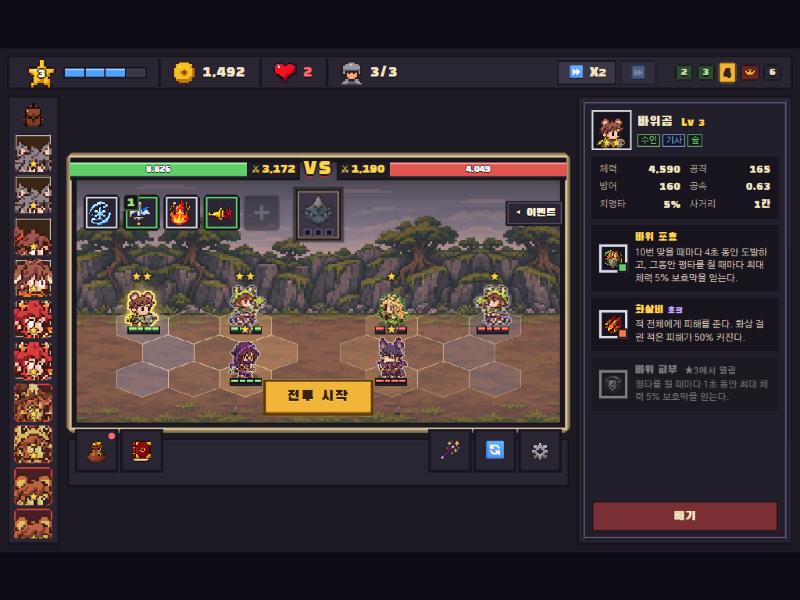 3
1,492
2
3/3
X2
2 3 4 6
8.826
3,172 VS 1,190
4.049
1
이벤트
전투 시작
바위곰 Lv 3
수인 기사 숲
체력 4,590 공격 165
방어 160 공속 0.63
치명타 5% 사거리 1칸
바위 포효
10번 맞을 때마다 4초 동안 도발하
고, 그동안 평타를 칠 때마다 최대
체력 5% 보호막을 얻는다.
화살비 초크
적 전체에게 피해를 준다. 화상 걸
린 적은 피해가 50% 커진다.
바위 피부 ★3에서 열림
평타를 칠 때마다 1초 동안 최대 체
력 5% 보호막을 얻는다.
빼기